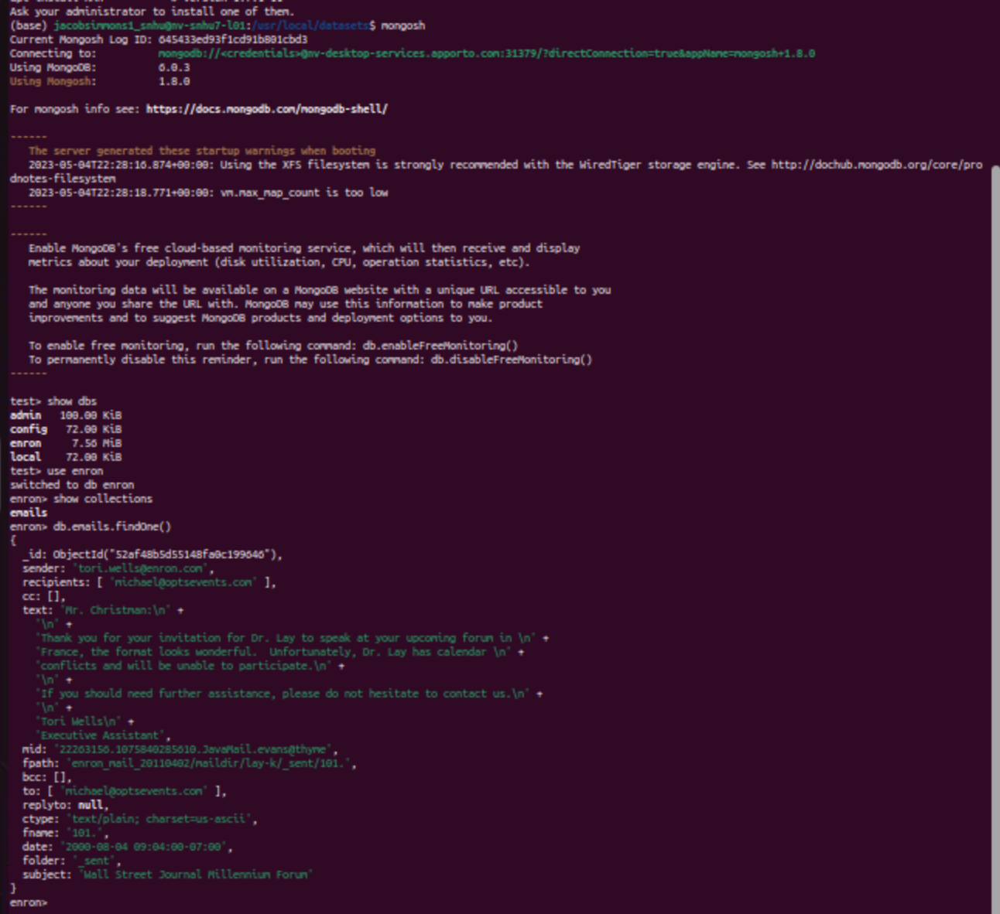 Ask your administrator to install one of them.
(base) jacobsimmons1_snhu@nv-snhu7-l01:/usr/local/datasets$ mongosh
Current Mongosh Log ID: 645433ed93f1cd91b801cbd3
Connecting to: mongodb://<credentials>@nv-desktop-services.apporto.com:31379/?directConnection=true&appName=mongosh+1.8.0
Using MongoDB: 6.0.3
Using Mongosh: 1.8.0
For mongosh info see: https://docs.mongodb.com/mongodb-shell/
------
The server generated these startup warnings when booting
2023-05-04T22:28:16.874+00:00: Using the XFS filesystem is strongly recommended with the WiredTiger storage engine. See http://dochub.mongodb.org/core/pro
dnotes-filesystem
2023-05-04T22:28:18.771+00:00: vm.max_map_count is too low
------
------
Enable MongoDB's free cloud-based monitoring service, which will then receive and display
metrics about your deployment (disk utilization, CPU, operation statistics, etc).
The monitoring data will be available on a MongoDB website with a unique URL accessible to you
and anyone you share the URL with. MongoDB may use this information to make product
improvements and to suggest MongoDB products and deployment options to you.
To enable free monitoring, run the following command: db.enableFreeMonitoring()
To permanently disable this reminder, run the following command: db.disableFreeMonitoring()
------
test> show dbs
admin 100.00 KiB
config 72.00 KiB
enron 7.56 MiB
local 72.00 KiB
test> use enron
switched to db enron
enron> show collections
emails
enron> db.emails.findOne()
{
_id: ObjectId("52af48b5d55148fa0c199646"),
sender: 'tori.wells@enron.com',
recipients: [ 'michael@optsevents.com' ],
cc: [],
text: 'Mr. Christman:\n' +
'\n' +
'Thank you for your invitation for Dr. Lay to speak at your upcoming forum in \n' +
'France, the format looks wonderful.  Unfortunately, Dr. Lay has calendar \n' +
'conflicts and will be unable to participate.\n' +
'\n' +
'If you should need further assistance, please do not hesitate to contact us.\n' +
'\n' +
'Tori Wells\n' +
'Executive Assistant',
mid: '22263156.1075840285610.JavaMail.evans@thyme',
fpath: 'enron_mail_20110402/maildir/lay-k/_sent/101.',
bcc: [],
to: [ 'michael@optsevents.com' ],
replyto: null,
ctype: 'text/plain; charset=us-ascii',
fname: '101.',
date: '2000-08-04 09:04:00-07:00',
folder: '_sent',
subject: 'Wall Street Journal Millennium Forum'
}
enron>